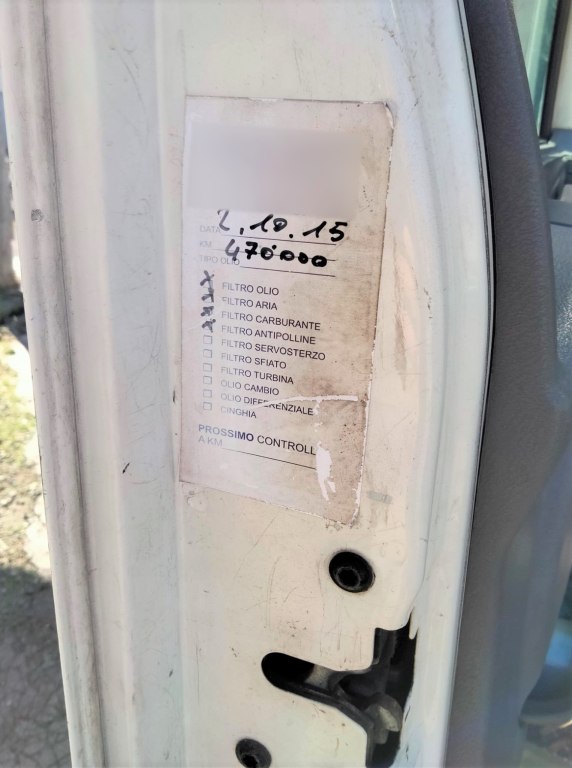 DATA 2.10.15
KM 470000
TIPO OLIO
x FILTRO OLIO
x FILTRO ARIA
x FILTRO CARBURANTE
x FILTRO ANTIPOLLINE
☐ FILTRO SERVOSTERZO
☐ FILTRO SFIATO
☐ FILTRO TURBINA
☐ OLIO CAMBIO
☐ OLIO DIFFERENZIALE
☐ CINGHIA
PROSSIMO CONTROLL
A KM